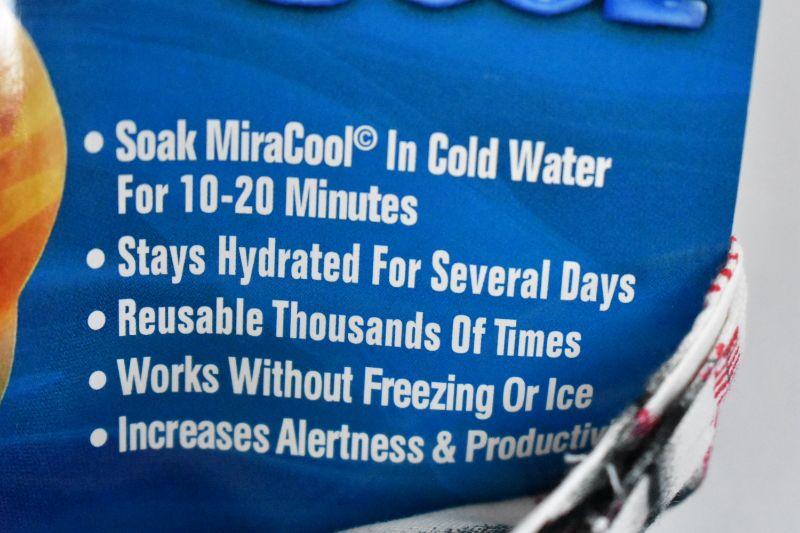 • Soak MiraCool© In Cold Water
For 10-20 Minutes
• Stays Hydrated For Several Days
• Reusable Thousands Of Times
• Works Without Freezing Or Ice
• Increases Alertness &